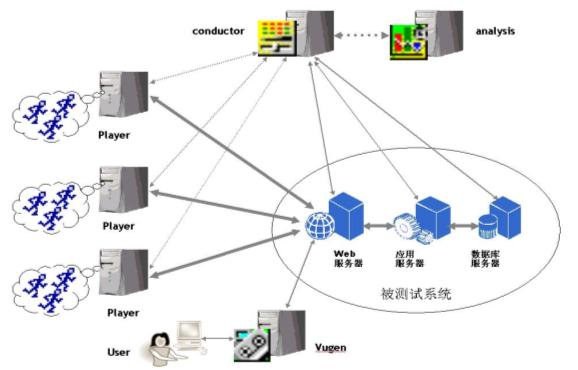 conductor
analysis
Player
Player
Player
Web
服务器
应用
服务器
数据库
服务器
被测试系统
User
Vugen